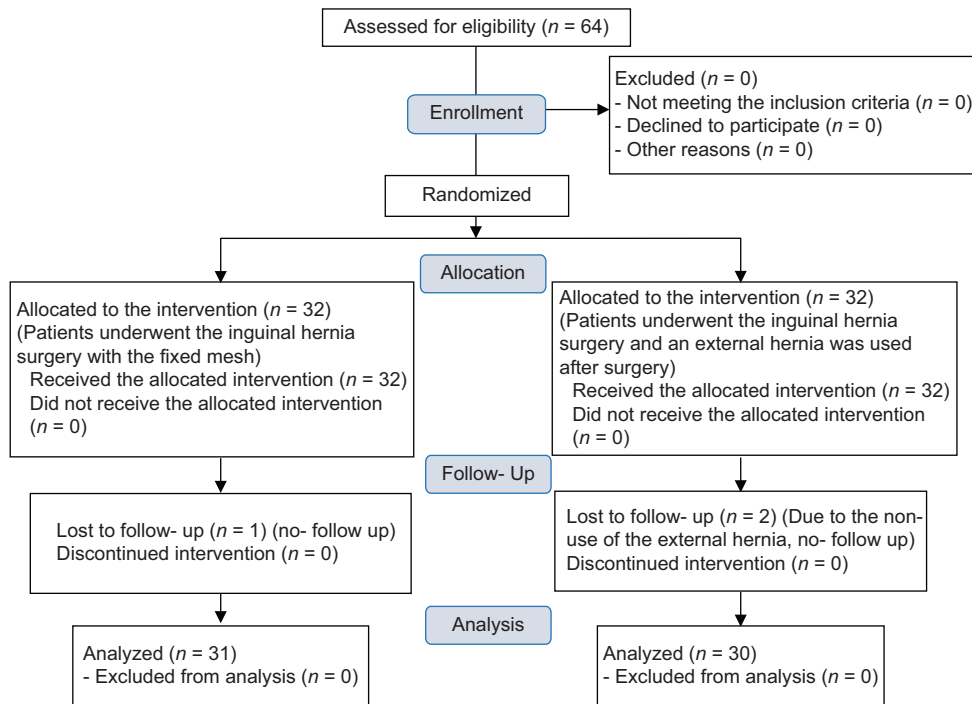 Assessed for eligibility (n = 64)
Excluded (n = 0)
- Not meeting the inclusion criteria (n = 0)
- Declined to participate (n = 0)
- Other reasons (n = 0)
Enrollment
Randomized
Allocation
Allocated to the intervention (n = 32)
(Patients underwent the inguinal hernia
surgery with the fixed mesh)
Received the allocated intervention (n = 32)
Did not receive the allocated intervention
(n = 0)
Allocated to the intervention (n = 32)
(Patients underwent the inguinal hernia
surgery and an external hernia was used
after surgery)
Received the allocated intervention (n = 32)
Did not receive the allocated intervention
(n = 0)
Follow- Up
Lost to follow- up (n = 1) (no- follow up)
Discontinued intervention (n = 0)
Lost to follow- up (n = 2) (Due to the non-
use of the external hernia, no- follow up)
Discontinued intervention (n = 0)
Analysis
Analyzed (n = 31)
- Excluded from analysis (n = 0)
Analyzed (n = 30)
- Excluded from analysis (n = 0)